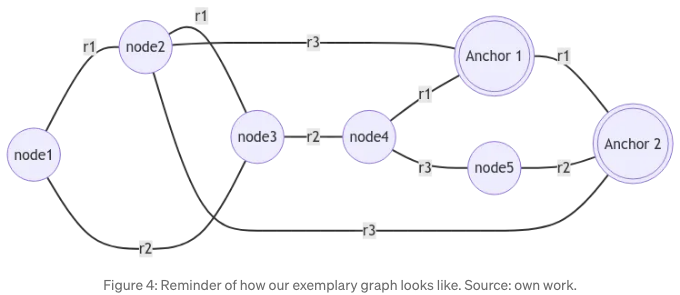 r1
node2
r1
r3
Anchor 1
r1
r1
node1
node3
r2
node4
r3
node5
r2
Anchor 2
r2
r3
Figure 4: Reminder of how our exemplary graph looks like. Source: own work.